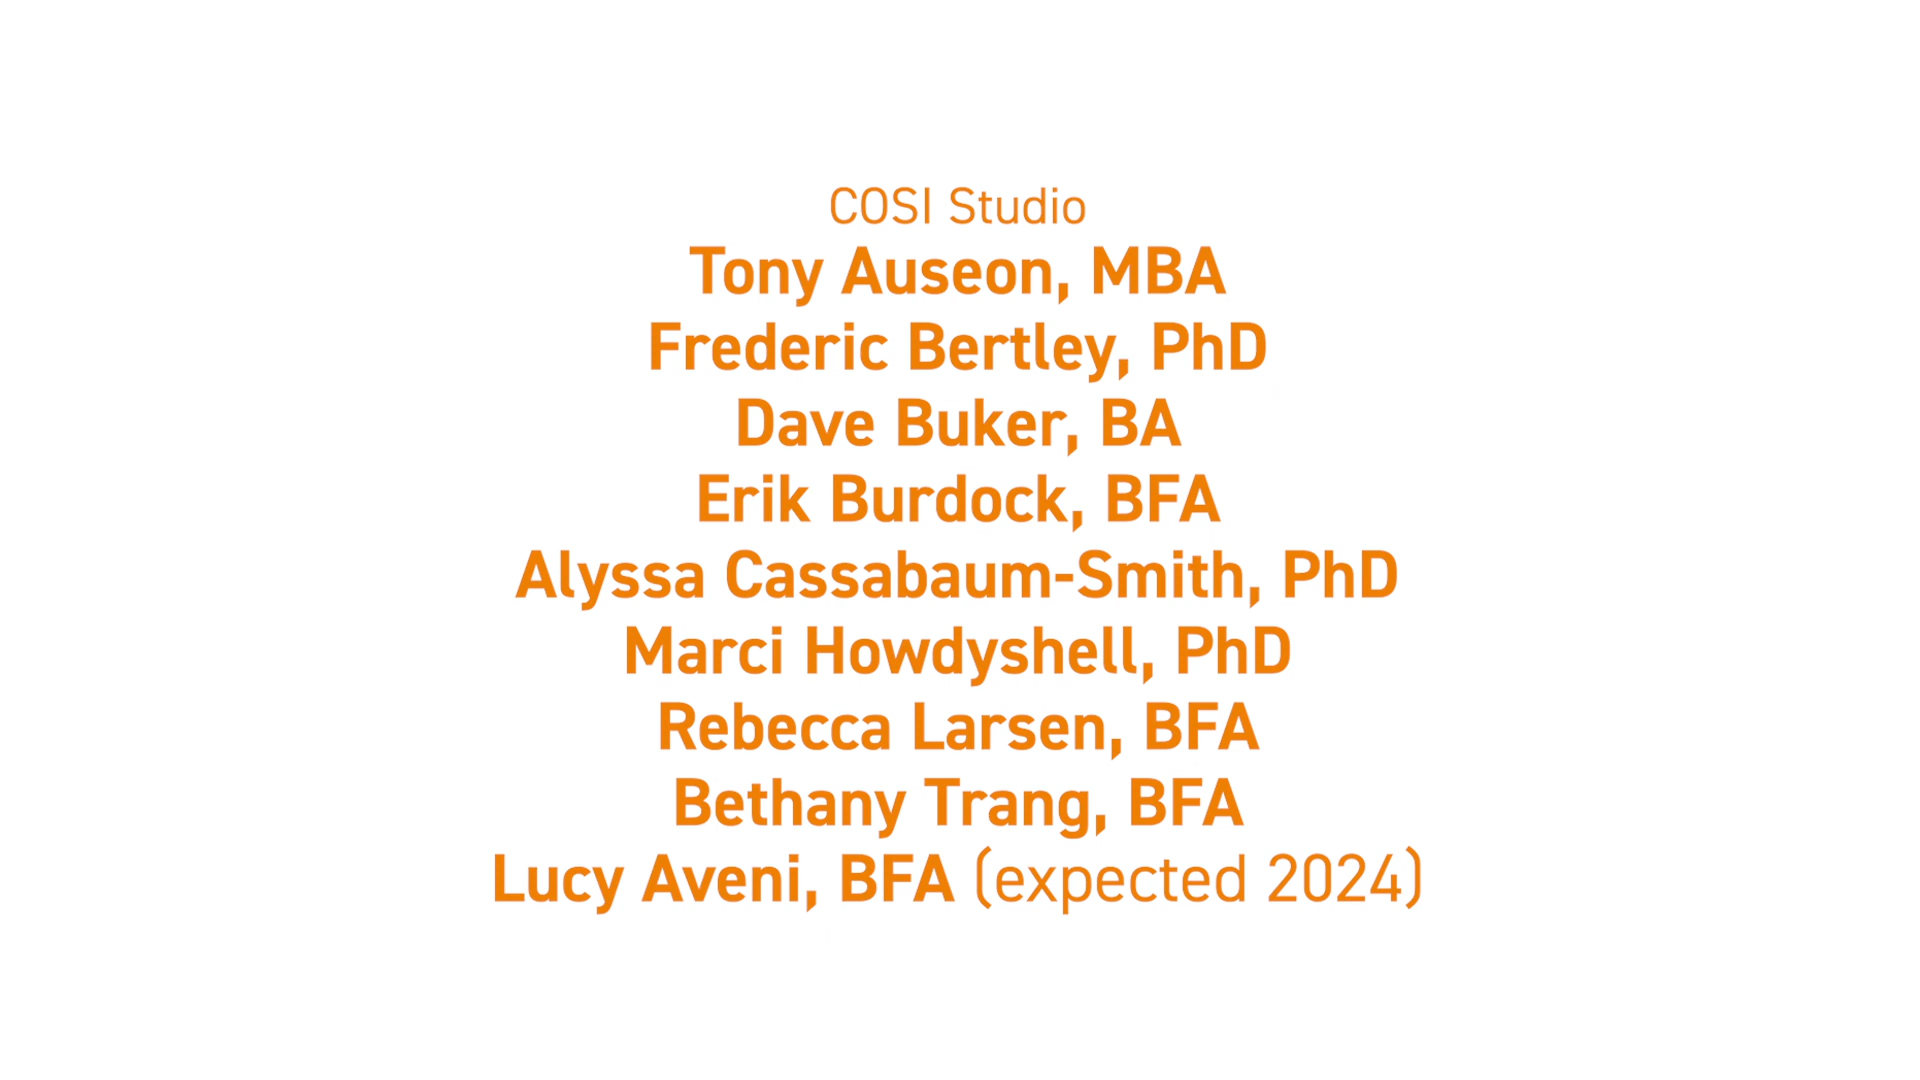 COSI Studio
Tony Auseon, MBA
Frederic Bertley, PhD
Dave Buker, BA
Erik Burdock, BFA
Alyssa Cassabaum-Smith, PhD
Marci Howdyshell, PhD
Rebecca Larsen, BFA
Bethany Trang, BFA
Lucy Aveni, BFA (expected 2024)